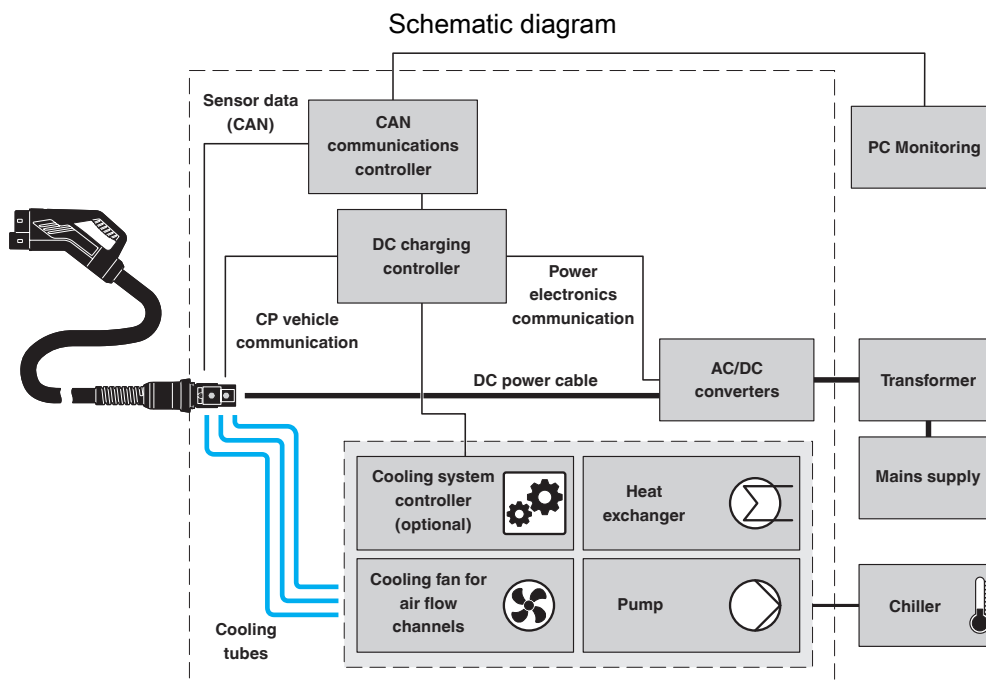 Schematic diagram
Sensor data
(CAN)
CAN
communications
controller
PC Monitoring
DC charging
controller
Power
electronics
communication
CP vehicle
communication
DC power cable
AC/DC
converters
Transformer
Mains supply
Cooling system
controller
(optional)
Heat
exchanger
Cooling fan for
air flow
channels
Pump
Chiller
Cooling
tubes